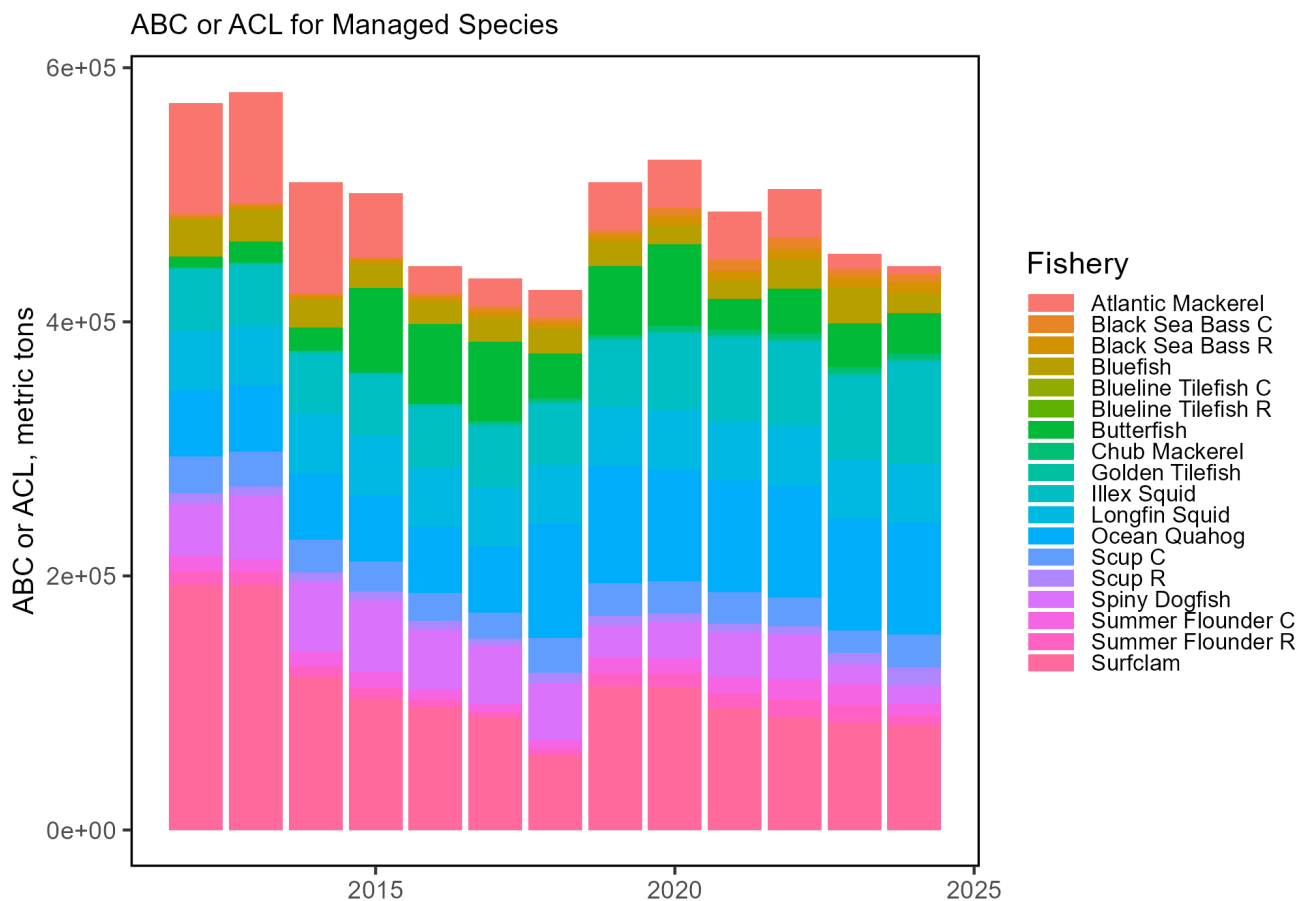 ABC or ACL for Managed Species
6e+05
4e+05
2e+05
0e+00
ABC or ACL, metric tons
2015
2020
2025
Fishery
Atlantic Mackerel
Black Sea Bass C
Black Sea Bass R
Bluefish
Blueline Tilefish C
Blueline Tilefish R
Butterfish
Chub Mackerel
Golden Tilefish
Illex Squid
Longfin Squid
Ocean Quahog
Scup C
Scup R
Spiny Dogfish
Summer Flounder C
Summer Flounder R
Surfclam